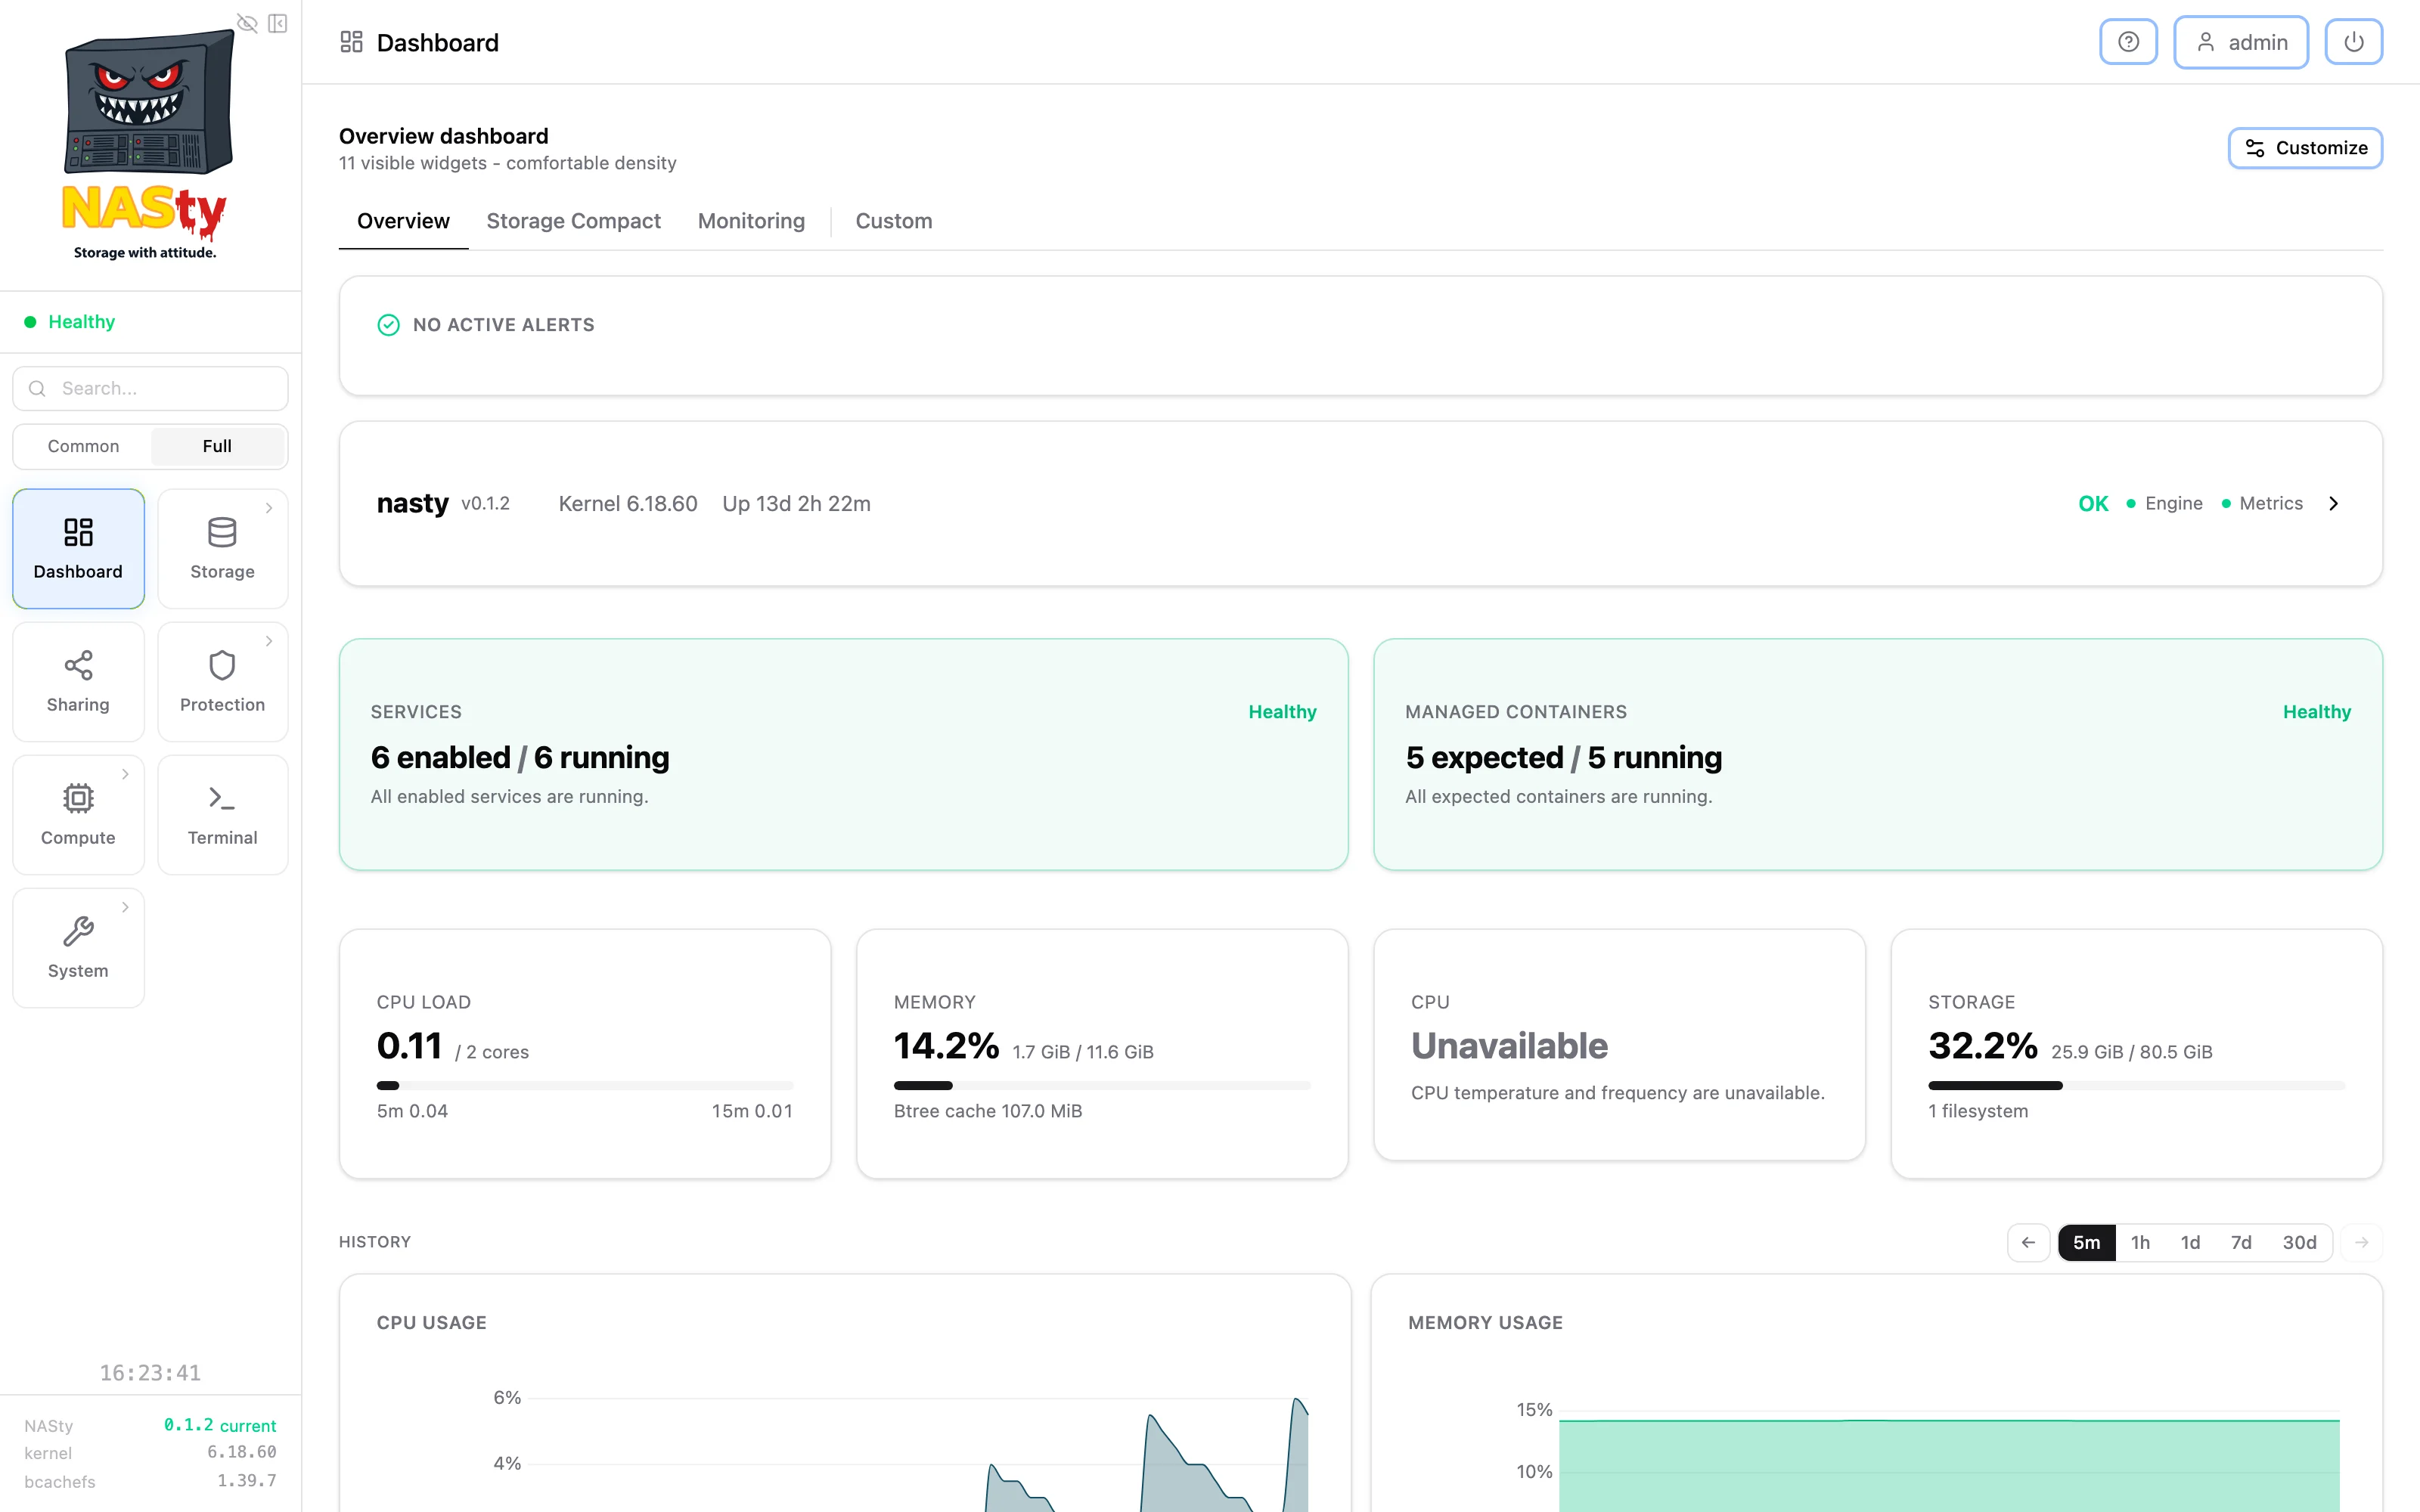 NASty
Storage with attitude.
Healthy
Search...
Common Full
Dashboard
Storage
Sharing
Protection
Compute
Terminal
System
16:23:41
NASty 0.1.2 current
kernel 6.18.60
bcachefs 1.39.7
Dashboard
admin
Overview dashboard
11 visible widgets - comfortable density
Customize
Overview Storage Compact Monitoring Custom
NO ACTIVE ALERTS
nasty v0.1.2 Kernel 6.18.60 Up 13d 2h 22m
OK Engine Metrics
SERVICES Healthy
6 enabled / 6 running
All enabled services are running.
MANAGED CONTAINERS Healthy
5 expected / 5 running
All expected containers are running.
CPU LOAD
0.11 / 2 cores
5m 0.04 15m 0.01
MEMORY
14.2% 1.7 GiB / 11.6 GiB
Btree cache 107.0 MiB
CPU
Unavailable
CPU temperature and frequency are unavailable.
STORAGE
32.2% 25.9 GiB / 80.5 GiB
1 filesystem
HISTORY
5m 1h 1d 7d 30d
CPU USAGE
6%
4%
MEMORY USAGE
15%
10%